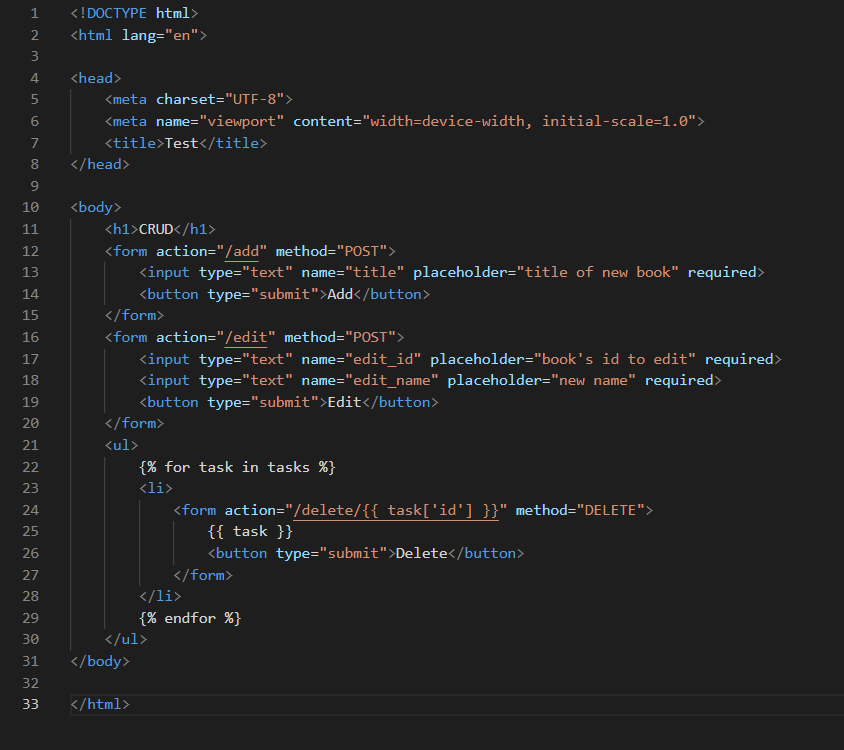 1 <!DOCTYPE html>
2 <html lang="en">
3
4 <head>
5     <meta charset="UTF-8">
6     <meta name="viewport" content="width=device-width, initial-scale=1.0">
7     <title>Test</title>
8 </head>
9
10 <body>
11     <h1>CRUD</h1>
12     <form action="/add" method="POST">
13         <input type="text" name="title" placeholder="title of new book" required>
14         <button type="submit">Add</button>
15     </form>
16     <form action="/edit" method="POST">
17         <input type="text" name="edit_id" placeholder="book's id to edit" required>
18         <input type="text" name="edit_name" placeholder="new name" required>
19         <button type="submit">Edit</button>
20     </form>
21     <ul>
22         {% for task in tasks %}
23         <li>
24             <form action="/delete/{{ task['id'] }}" method="DELETE">
25                 {{ task }}
26                 <button type="submit">Delete</button>
27             </form>
28         </li>
29         {% endfor %}
30     </ul>
31 </body>
32
33 </html>